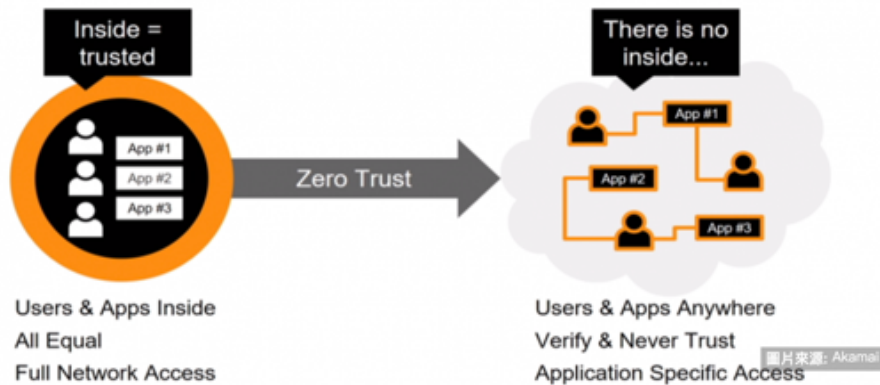 Inside =
trusted
There is no
inside...
App #1
App #2
App #3
Zero Trust
App #1
App #2
App #3
Users & Apps Inside
All Equal
Full Network Access
Users & Apps Anywhere
Verify & Never Trust
Application Specific Access
圖片來源: Akamai